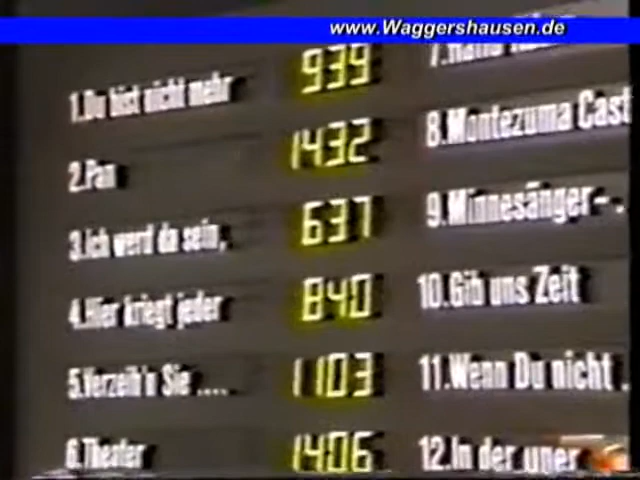 www.Waggershausen.de
1.Du bist nicht mehr 939
2.Pan 1432
3.Ich werd da sein, 637
4.Hier kriegt jeder 840
5.Verzeih'n Sie .... 1103
6.Theater 1406
7.
8.Montezuma Cast
9.Minnesänger-.
10.Gib uns Zeit
11.Wenn Du nicht .
12.In der